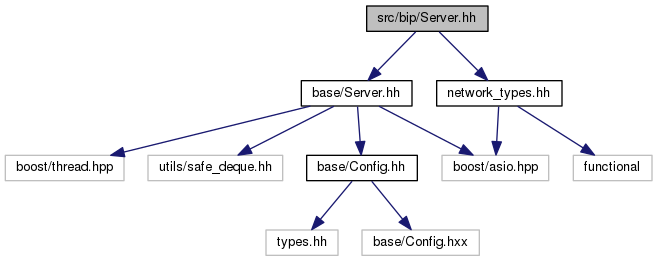 src/bip/Server.hh
base/Server.hh
network_types.hh
boost/thread.hpp
utils/safe_deque.hh
base/Config.hh
boost/asio.hpp
functional
types.hh
base/Config.hxx